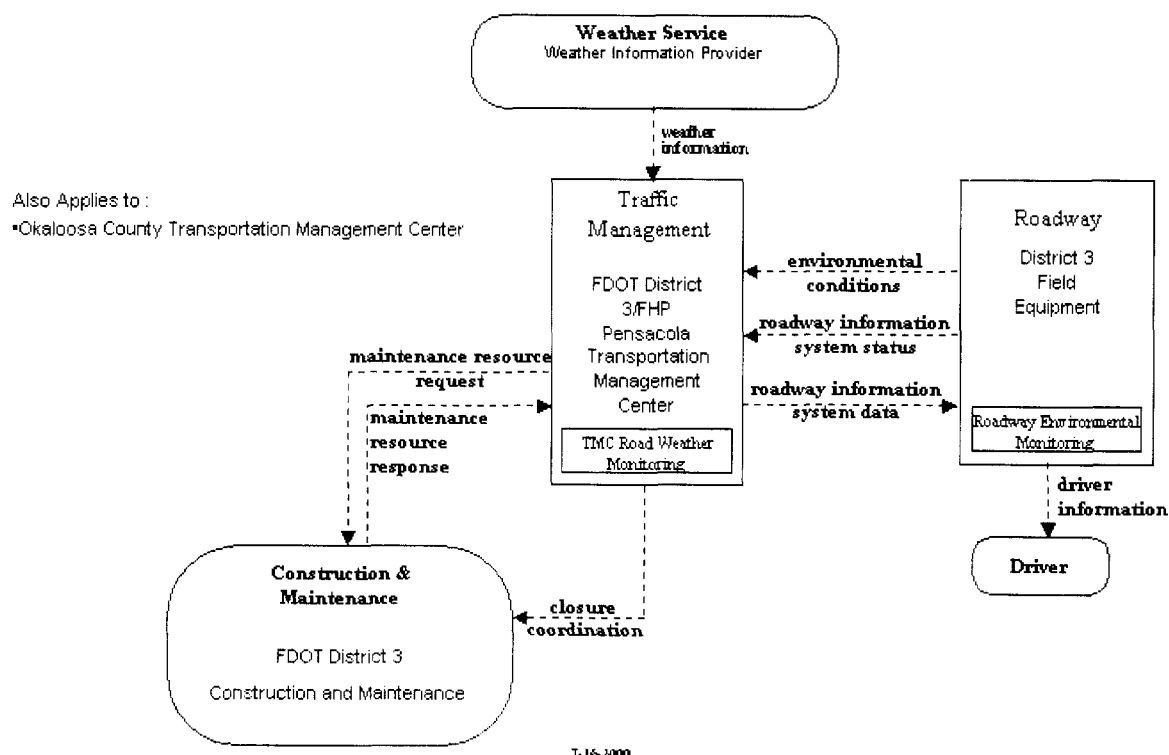 Weather Service
Weather Information Provider
weather
information
Also Applies to :
▪Okaloosa County Transportation Management Center
Traffic
Management
FDOT District
3/FHP
Pensacola
Transportation
Management
Center
TMC Road Weather
Monitoring
Roadway
District 3
Field
Equipment
Roadway Environmental
Monitoring
environmental
conditions
roadway information
system status
roadway information
system data
maintenance resource
request
maintenance
resource
response
driver
information
Driver
Construction &
Maintenance
FDOT District 3
Construction and Maintenance
closure
coordination